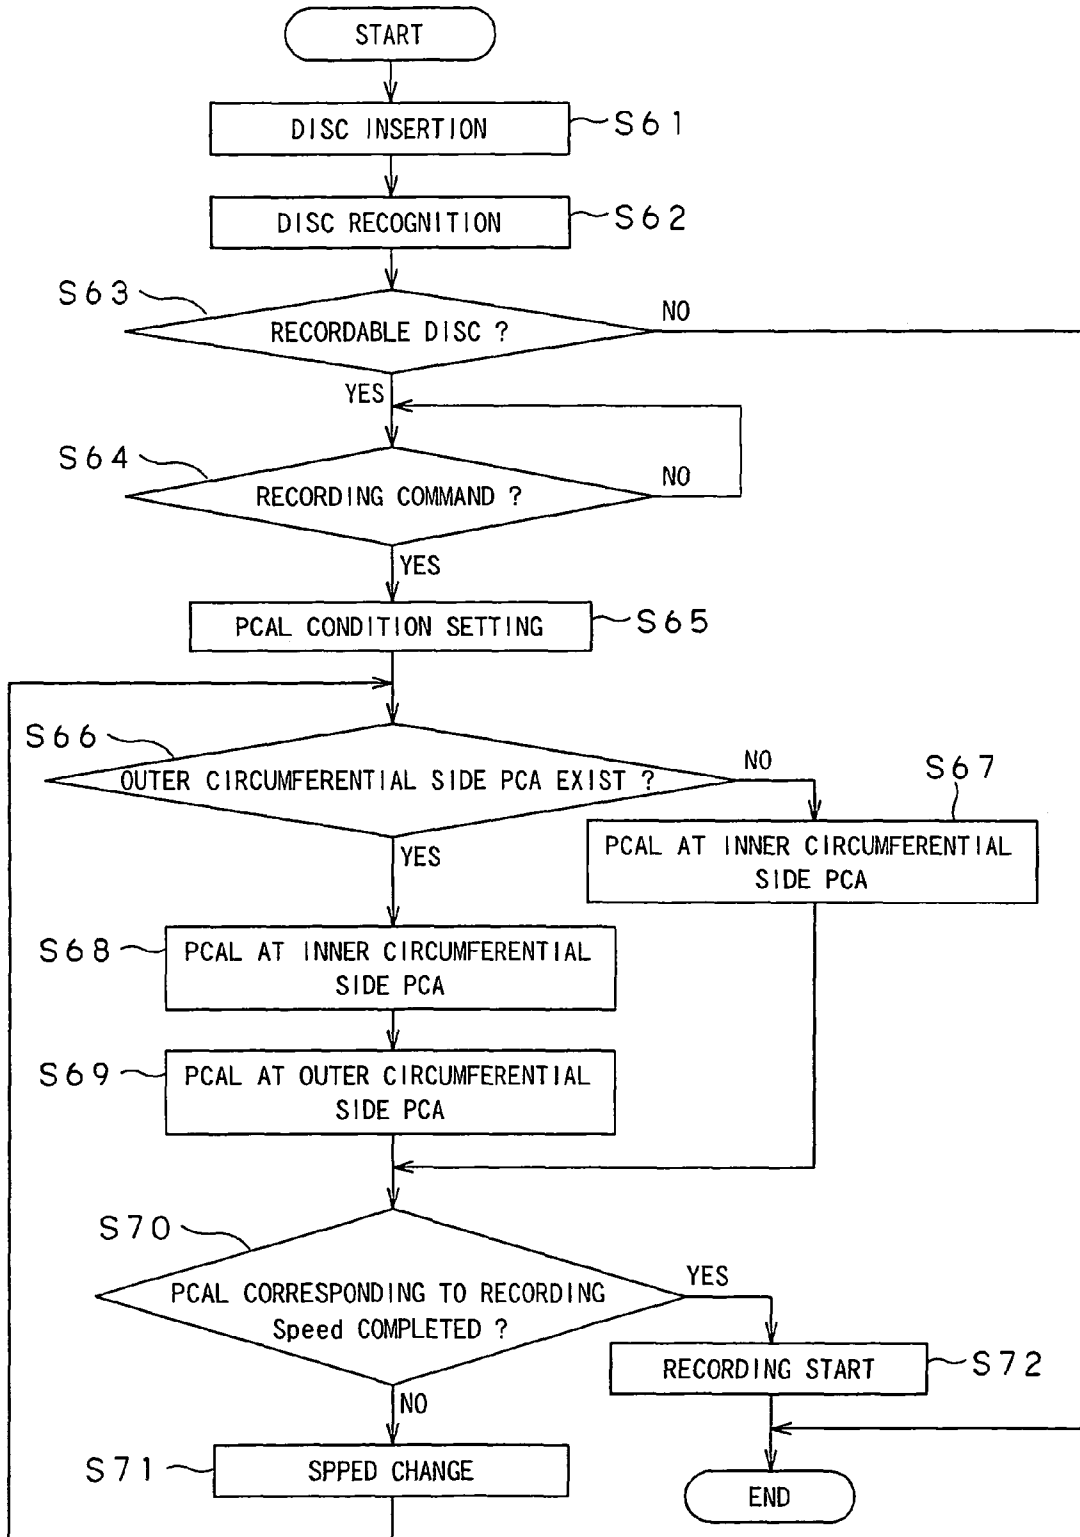 START
DISC INSERTION
S61
DISC RECOGNITION
S62
S63
RECORDABLE DISC ?
NO
YES
S64
RECORDING COMMAND ?
NO
YES
PCAL CONDITION SETTING
S65
S66
OUTER CIRCUMFERENTIAL SIDE PCA EXIST ?
NO
S67
YES
PCAL AT INNER CIRCUMFERENTIAL
SIDE PCA
S68
PCAL AT INNER CIRCUMFERENTIAL
SIDE PCA
S69
PCAL AT OUTER CIRCUMFERENTIAL
SIDE PCA
S70
PCAL CORRESPONDING TO RECORDING
Speed COMPLETED ?
YES
NO
RECORDING START
S72
S71
SPPED CHANGE
END